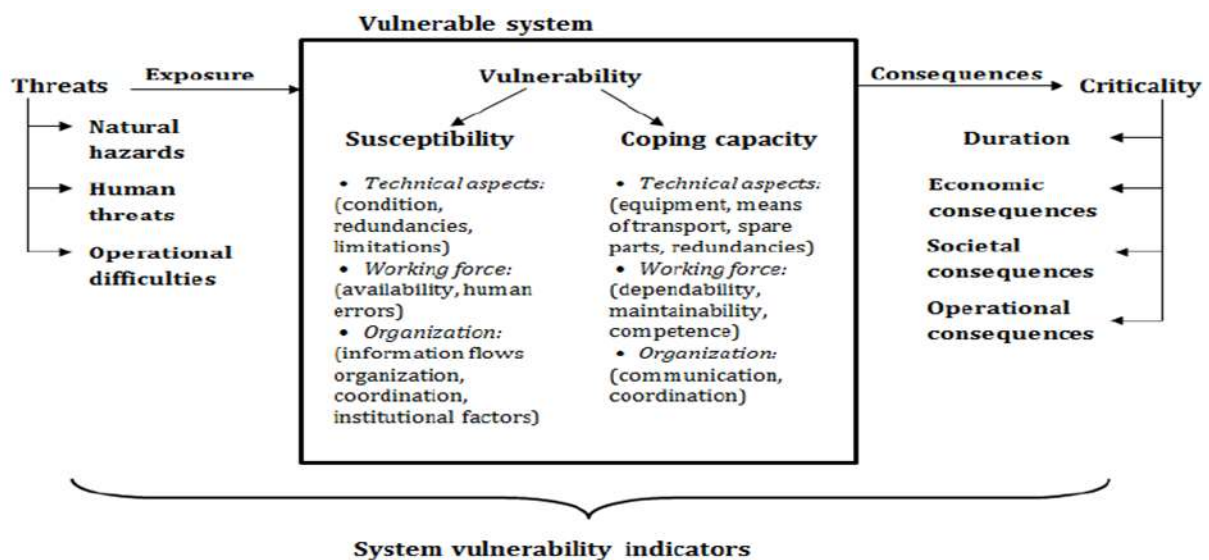 Vulnerable system
Threats
Exposure
Natural
hazards
Human
threats
Operational
difficulties
Vulnerability
Susceptibility
• Technical aspects:
(condition,
redundancies,
limitations)
• Working force:
(availability, human
errors)
• Organization:
(information flows
organization,
coordination,
institutional factors)
Coping capacity
• Technical aspects:
(equipment, means
of transport, spare
parts, redundancies)
• Working force:
(dependability,
maintainability,
competence)
• Organization:
(communication,
coordination)
Consequences
Criticality
Duration
Economic
consequences
Societal
consequences
Operational
consequences
System vulnerability indicators